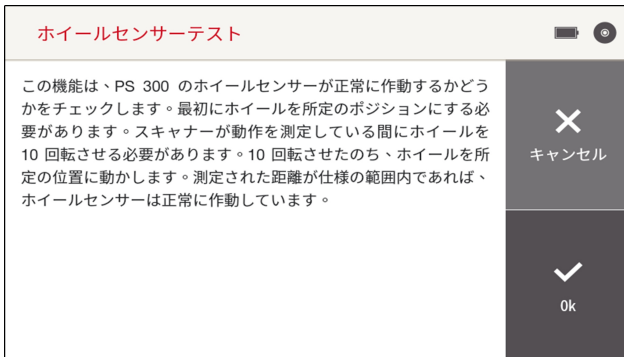 ホイールセンサーテスト
この機能は、PS 300 のホイールセンサーが正常に作動するかどう
かをチェックします。最初にホイールを所定のポジションにする必
要があります。スキャナーが動作を測定している間にホイールを
10 回転させる必要があります。10 回転させたのち、ホイールを所
定の位置に動かします。測定された距離が仕様の範囲内であれば、
ホイールセンサーは正常に作動しています。
キャンセル
Ok